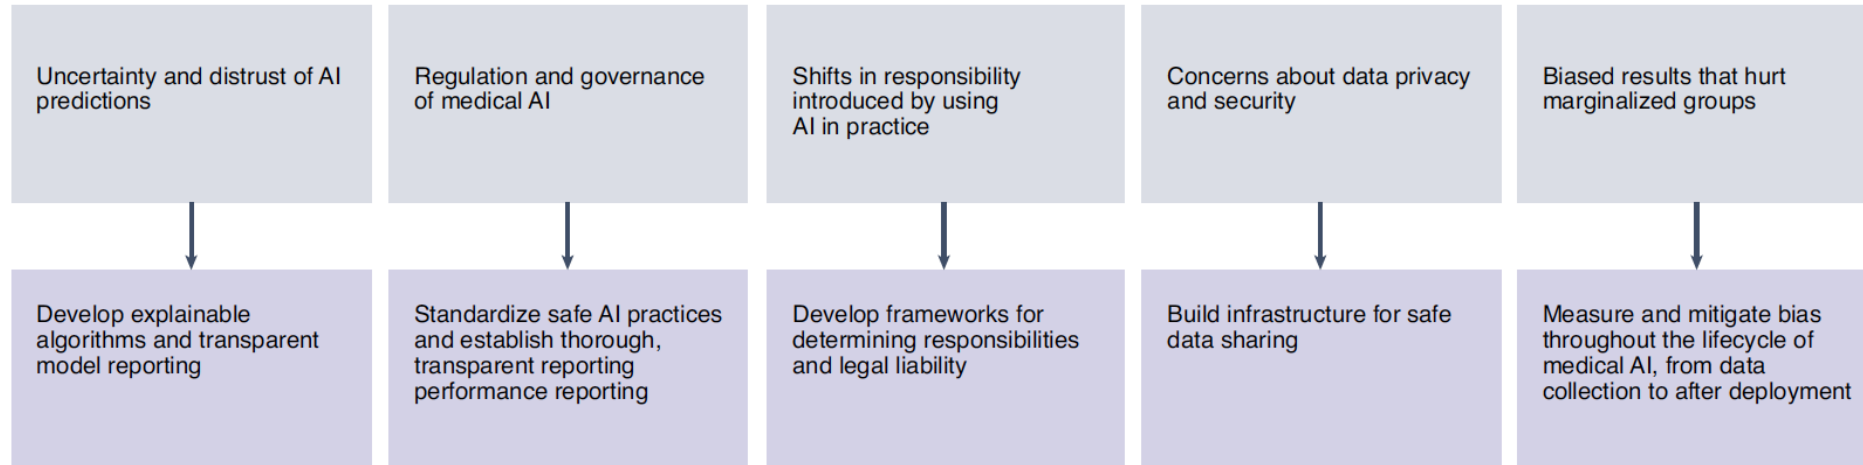 Uncertainty and distrust of AI
predictions
Regulation and governance
of medical AI
Shifts in responsibility
introduced by using
AI in practice
Concerns about data privacy
and security
Biased results that hurt
marginalized groups
Develop explainable
algorithms and transparent
model reporting
Standardize safe AI practices
and establish thorough,
transparent reporting
performance reporting
Develop frameworks for
determining responsibilities
and legal liability
Build infrastructure for safe
data sharing
Measure and mitigate bias
throughout the lifecycle of
medical AI, from data
collection to after deployment